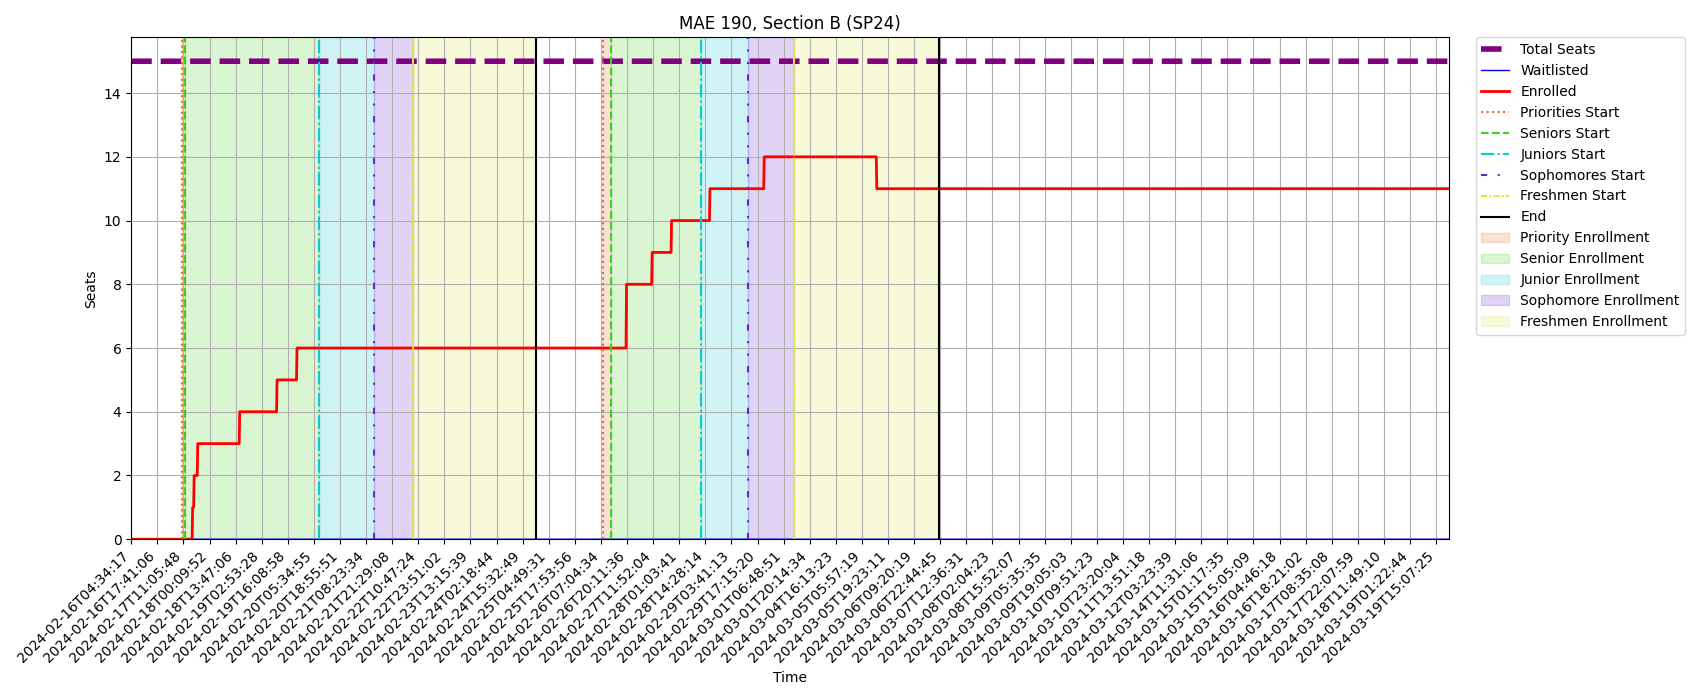 MAE 190, Section B (SP24)
Total Seats
Waitlisted
Enrolled
Priorities Start
Seniors Start
Juniors Start
Sophomores Start
Freshmen Start
End
Priority Enrollment
Senior Enrollment
Junior Enrollment
Sophomore Enrollment
Freshmen Enrollment
Seats
14
12
10
8
6
4
2
0
2024-02-16T04:34:17
2024-02-16T17:41:06
2024-02-17T11:05:48
2024-02-18T00:09:52
2024-02-18T13:47:06
2024-02-19T02:53:28
2024-02-19T16:08:58
2024-02-20T05:34:55
2024-02-20T18:55:51
2024-02-21T08:23:34
2024-02-21T21:29:08
2024-02-22T10:47:24
2024-02-22T23:51:02
2024-02-23T13:15:39
2024-02-24T02:18:44
2024-02-24T15:32:49
2024-02-25T04:49:31
2024-02-25T17:53:56
2024-02-26T07:04:34
2024-02-26T20:11:36
2024-02-27T11:52:04
2024-02-28T01:03:41
2024-02-28T14:28:14
2024-02-29T03:41:13
2024-02-29T17:15:20
2024-03-01T06:48:51
2024-03-01T20:14:34
2024-03-04T16:13:23
2024-03-05T05:57:19
2024-03-05T19:23:11
2024-03-06T09:20:19
2024-03-06T22:44:45
2024-03-07T12:36:31
2024-03-08T02:04:23
2024-03-08T15:52:07
2024-03-09T05:35:35
2024-03-09T19:05:03
2024-03-10T09:51:23
2024-03-10T23:20:04
2024-03-11T13:51:18
2024-03-12T03:23:39
2024-03-14T11:31:06
2024-03-15T01:17:35
2024-03-15T15:05:09
2024-03-16T04:46:18
2024-03-16T18:21:02
2024-03-17T08:35:08
2024-03-17T22:07:59
2024-03-18T11:49:10
2024-03-19T01:22:44
2024-03-19T15:07:25
Time